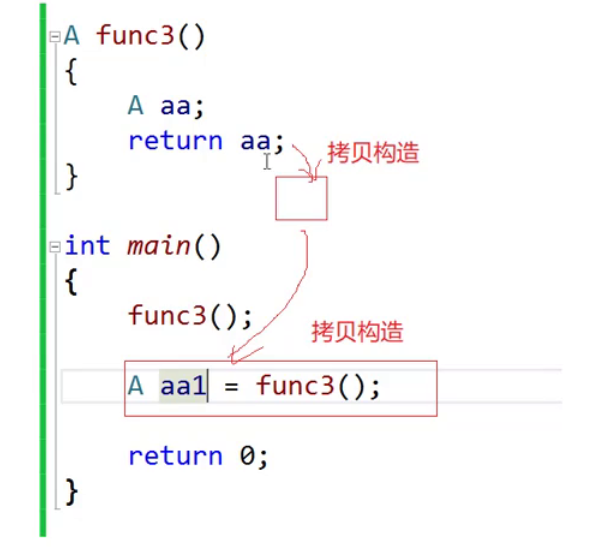 A func3()
{
A aa;
return aa;
拷贝构造
}
int main()
{
func3();
拷贝构造
A aa1 = func3();
return 0;
}